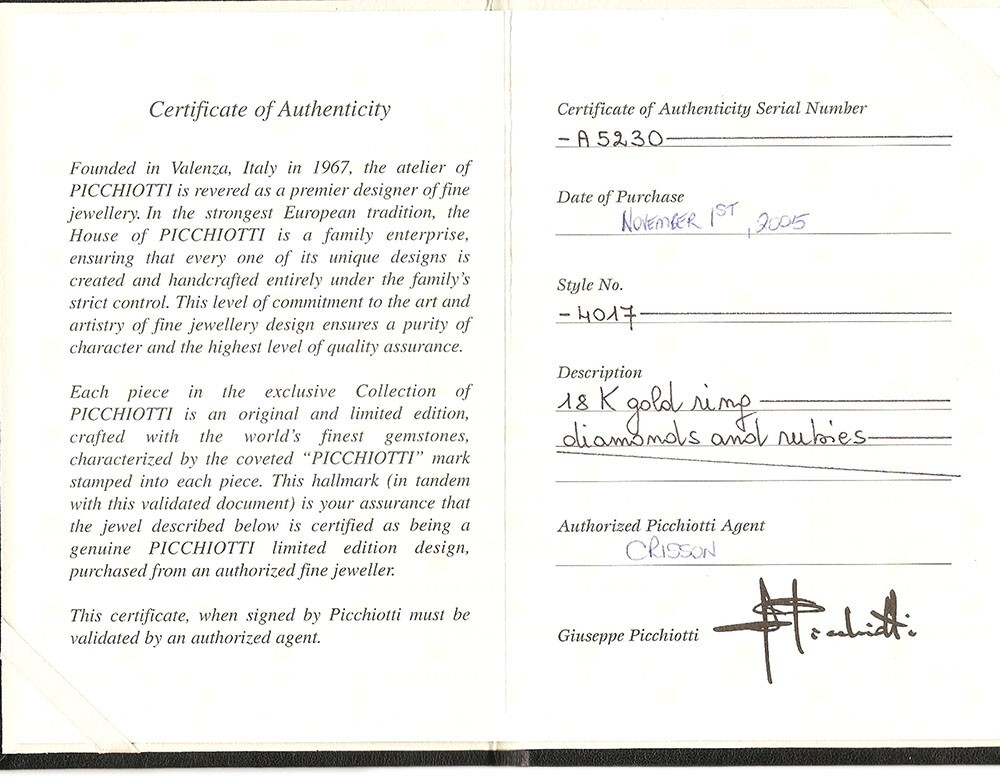 Certificate of Authenticity
Founded in Valenza, Italy in 1967, the atelier of
PICCHIOTTI is revered as a premier designer of fine
jewellery. In the strongest European tradition, the
House of PICCHIOTTI is a family enterprise,
ensuring that every one of its unique designs is
created and handcrafted entirely under the family's
strict control. This level of commitment to the art and
artistry of fine jewellery design ensures a purity of
character and the highest level of quality assurance.
Each piece in the exclusive Collection of
PICCHIOTTI is an original and limited edition,
crafted with the world's finest gemstones,
characterized by the coveted “PICCHIOTTI” mark
stamped into each piece. This hallmark (in tandem
with this validated document) is your assurance that
the jewel described below is certified as being a
genuine PICCHIOTTI limited edition design,
purchased from an authorized fine jeweller.
This certificate, when signed by Picchiotti must be
validated by an authorized agent.
Certificate of Authenticity Serial Number
- A5230
Date of Purchase
NOVEMBER 1ST, 2005
Style No.
- 4017
Description
18 K gold ring
diamonds and rubies
Authorized Picchiotti Agent
CRISSON
Giuseppe Picchiotti Picchiotti